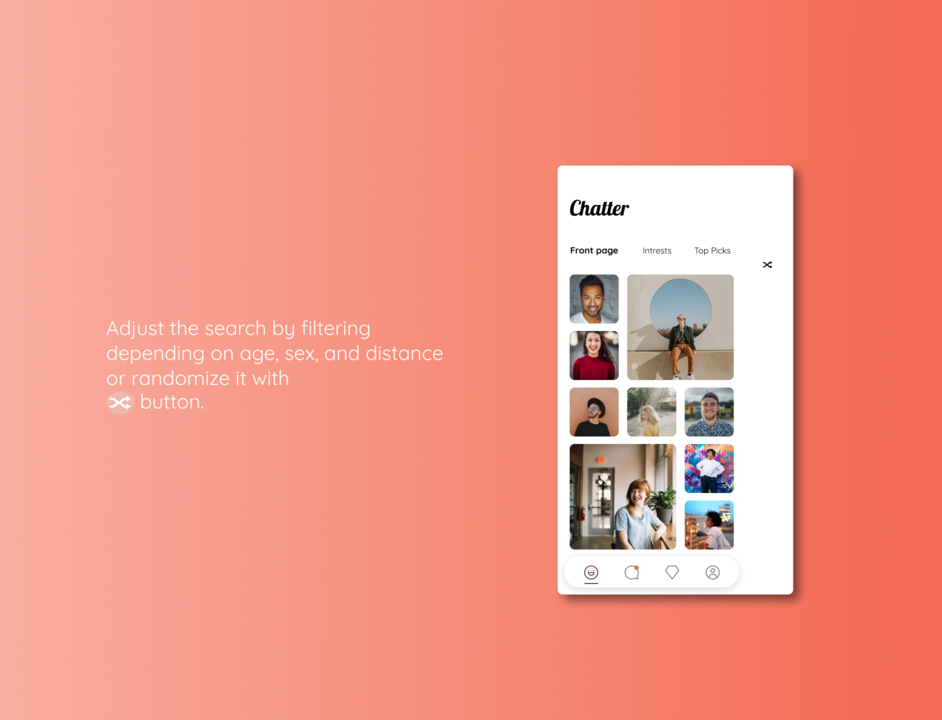 Adjust the search by filtering
depending on age, sex, and distance
or randomize it with
button.
Chatter
Front page
Intrests
Top Picks